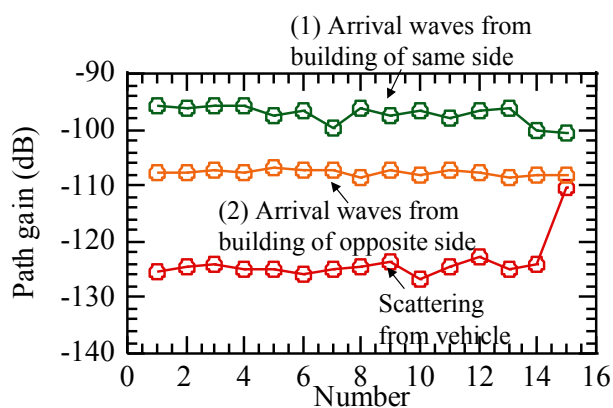 (1) Arrival waves from
building of same side
-90
-100
-110
-120
-130
-140
Path gain (dB)
(2) Arrival waves from
building of opposite side
Scattering
from vehicle
0 2 4 6 8 10 12 14 16
Number